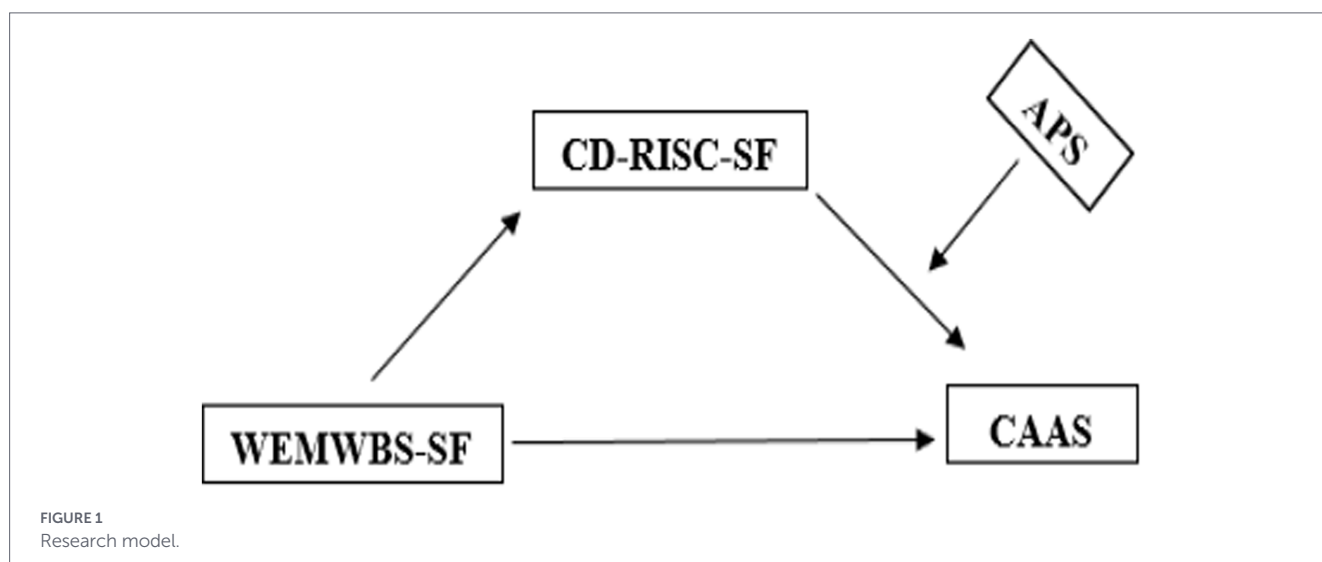 APS
CD-RISC-SF
CAAS
WEMWBS-SF
FIGURE 1
Research model.